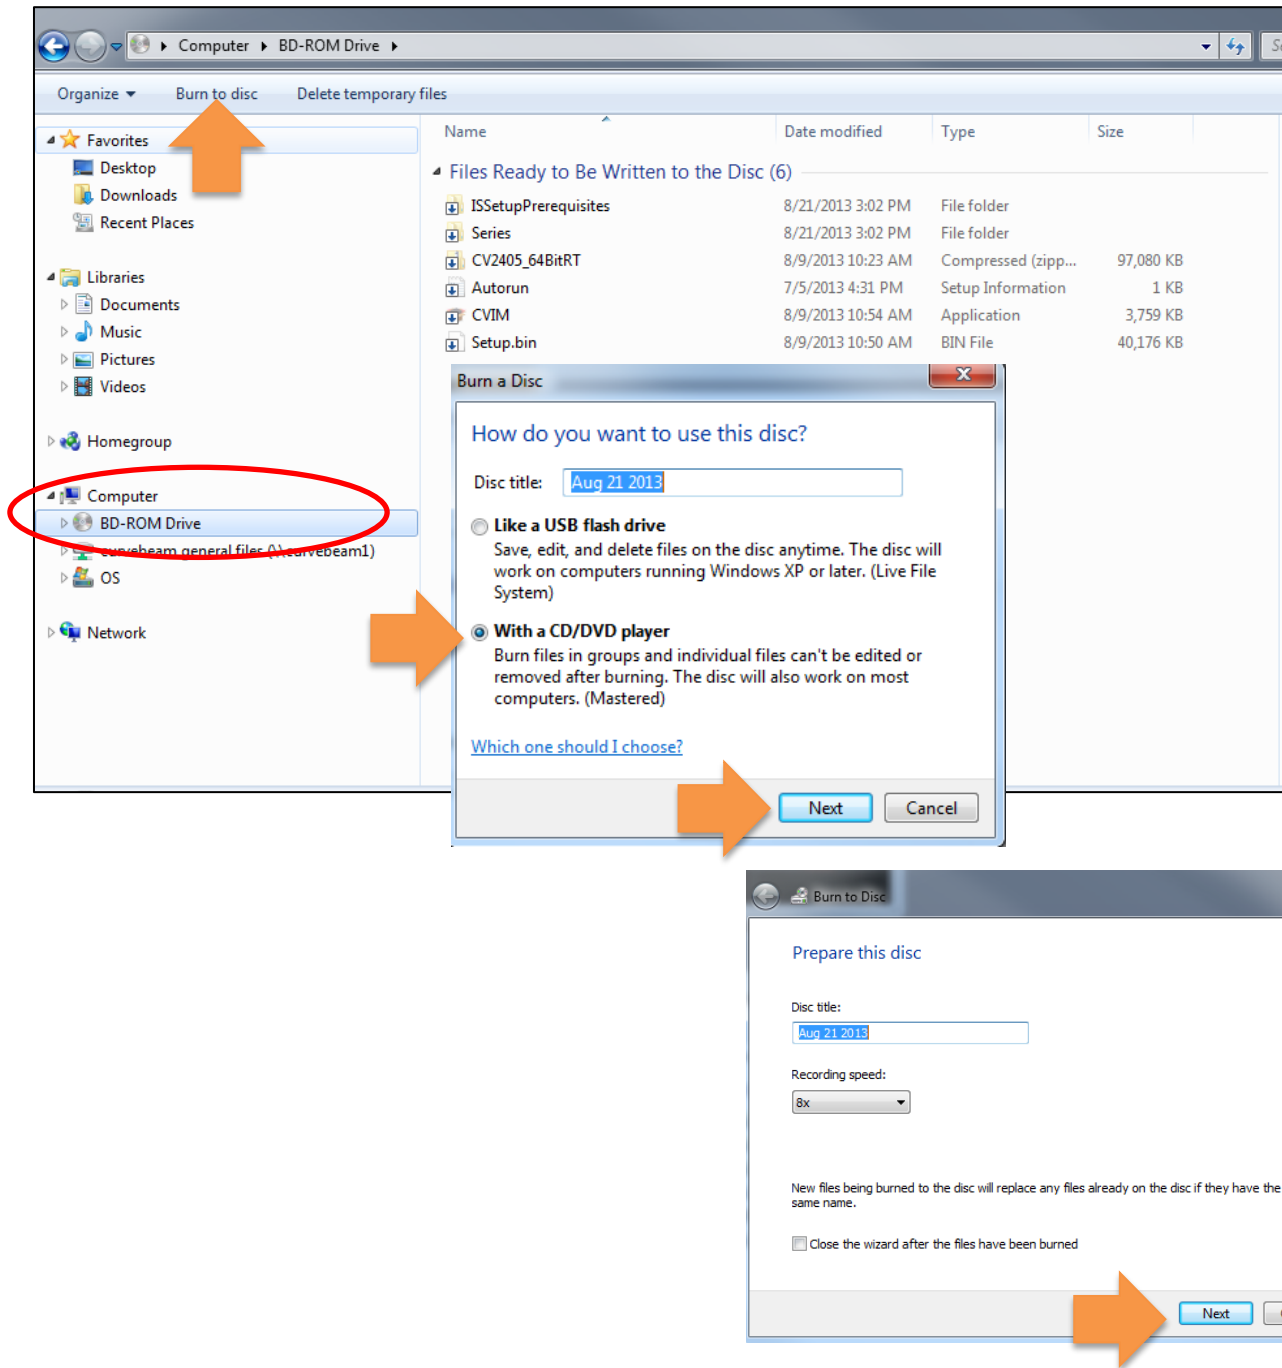 Computer BD-ROM Drive
Organize Burn to disc Delete temporary files
Name Date modified Type Size
Favorites
Desktop
Downloads
Recent Places
Libraries
Documents
Music
Pictures
Videos
Homegroup
Computer
BD-ROM Drive
curvebeam general files (\\curvebeam1)
OS
Network
Files Ready to Be Written to the Disc (6)
ISSetupPrerequisites 8/21/2013 3:02 PM File folder
Series 8/21/2013 3:02 PM File folder
CV2405_64BitRT 8/9/2013 10:23 AM Compressed (zipp... 97,080 KB
Autorun 7/5/2013 4:31 PM Setup Information 1 KB
CVIM 8/9/2013 10:54 AM Application 3,759 KB
Setup.bin 8/9/2013 10:50 AM BIN File 40,176 KB
Burn a Disc
How do you want to use this disc?
Disc title: Aug 21 2013
Like a USB flash drive
Save, edit, and delete files on the disc anytime. The disc will
work on computers running Windows XP or later. (Live File
System)
With a CD/DVD player
Burn files in groups and individual files can't be edited or
removed after burning. The disc will also work on most
computers. (Mastered)
Which one should I choose?
Next Cancel
Burn to Disc
Prepare this disc
Disc title:
Aug 21 2013
Recording speed:
8x
New files being burned to the disc will replace any files already on the disc if they have the
same name.
Close the wizard after the files have been burned
Next